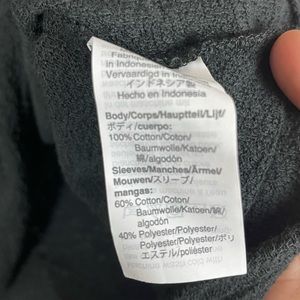 Fabriqu
in Indonesien
Vervaardigd in
インドネシア製
Hecho en Indonesia
Body/Corps/Hauptteil/Lijf/
ボディ/cuerpo:
100% Cotton/Coton/
Baumwolle/Katoen/
綿/algodón
Sleeves/Manches/Ärmel/
Mouwen/スリーブ/
mangas:
60% Cotton/Coton/
Baumwolle/Katoen/綿/
algodón
40% Polyester/Polyester/
Polyester/Polyester/ポリ
エステル/poliéster